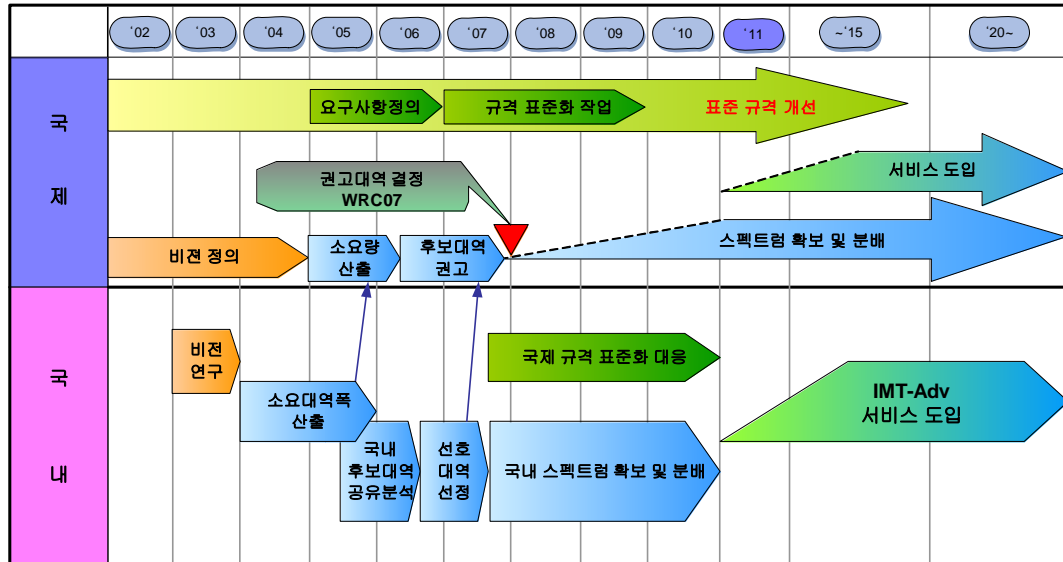 '02 '03 '04 '05 '06 '07 '08 '09 '10 '11 ~'15 '20~
국
제
요구사항정의
규격 표준화 작업
표준 규격 개선
권고대역 결정
WRC07
서비스 도입
비젼 정의
소요량
산출
후보대역
권고
스펙트럼 확보 및 분배
국
내
비전
연구
국제 규격 표준화 대응
소요대역폭
산출
IMT-Adv
서비스 도입
국내
후보대역
공유분석
선호
대역
선정
국내 스펙트럼 확보 및 분배